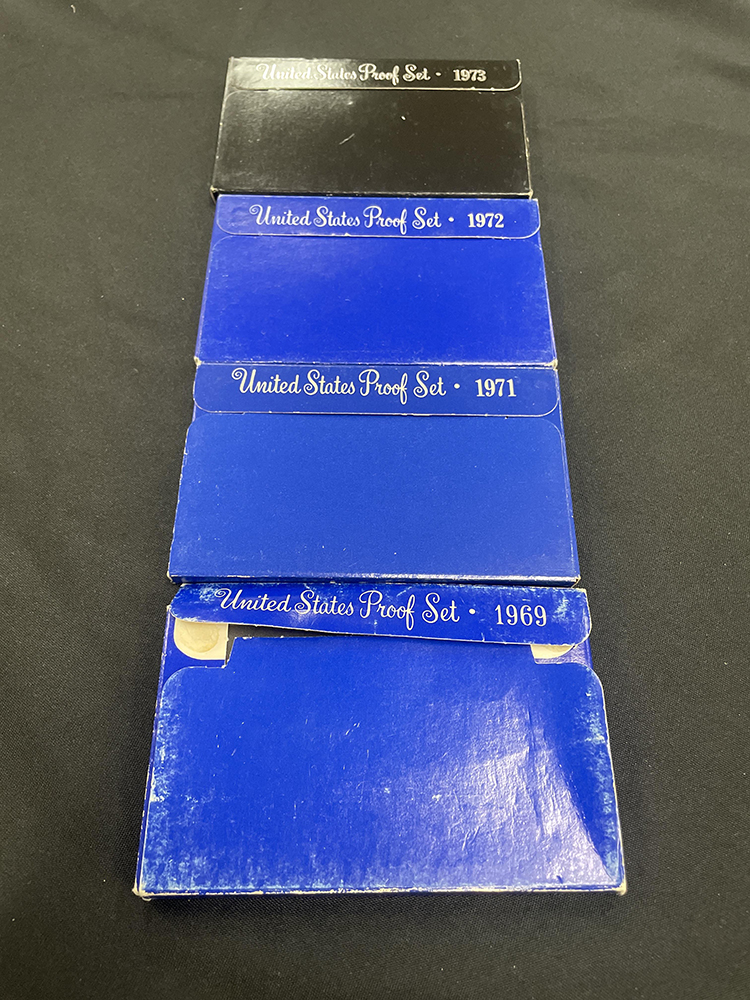 United States Proof Set · 1973
United States Proof Set · 1972
United States Proof Set · 1971
United States Proof Set · 1969